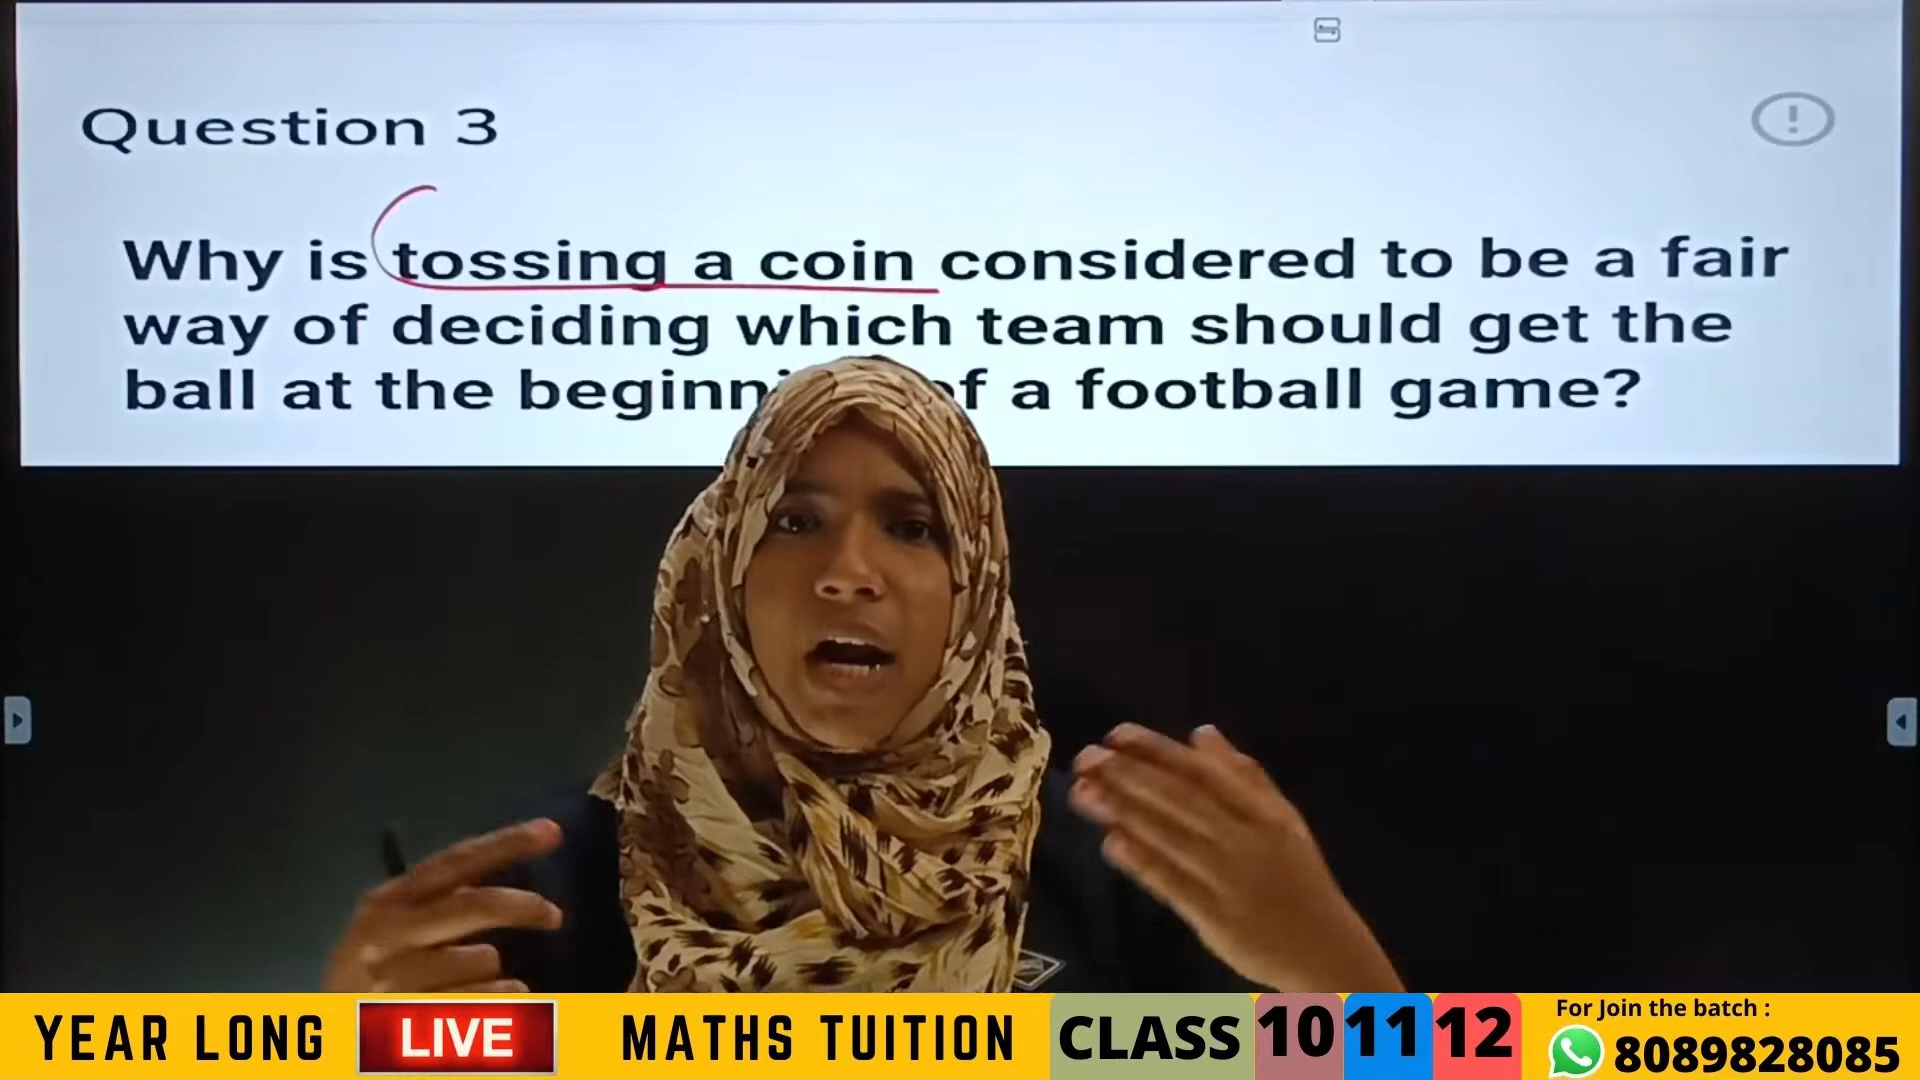 Question 3
Why is tossing a coin considered to be a fair
way of deciding which team should get the
ball at the of a football game?
YEAR LONG LIVE MATHS TUITION CLASS 10 11 12
For Join the batch :
8089828085